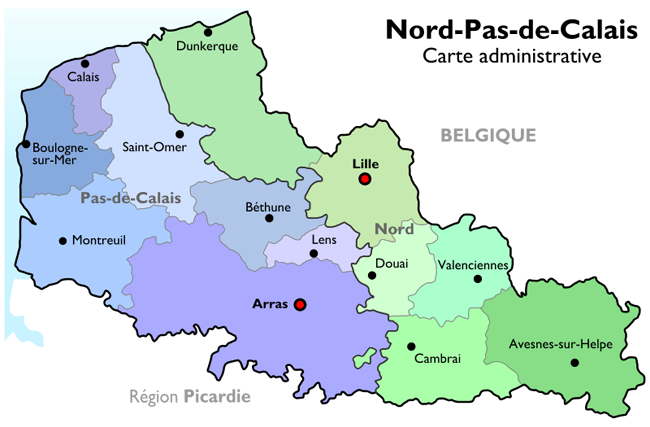 Nord-Pas-de-Calais
Carte administrative
Dunkerque
Calais
BELGIQUE
Boulogne-
sur-Mer
Saint-Omer
Lille
Pas-de-Calais
Béthune
Nord
Montreuil
Lens
Douai
Valenciennes
Arras
Avesnes-sur-Helpe
Cambrai
Région Picardie